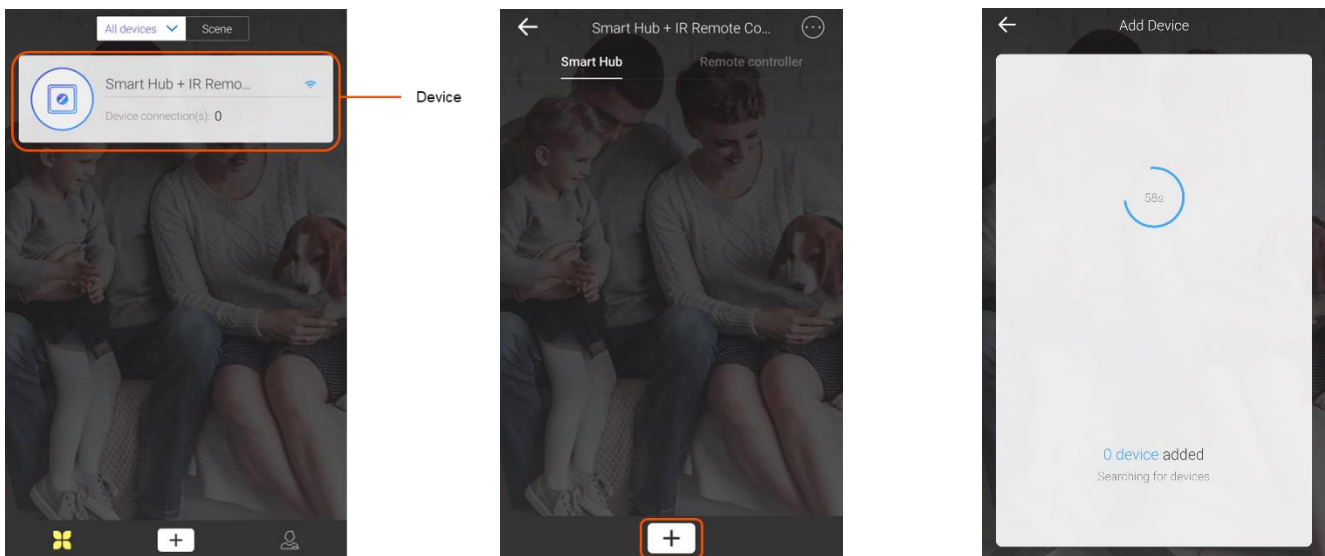 All devices Scene
Smart Hub + IR Remo...
Device connection(s): 0
Device
Smart Hub + IR Remote Co...
Smart Hub Remote controller
Add Device
58s
0 device added
Searching for devices